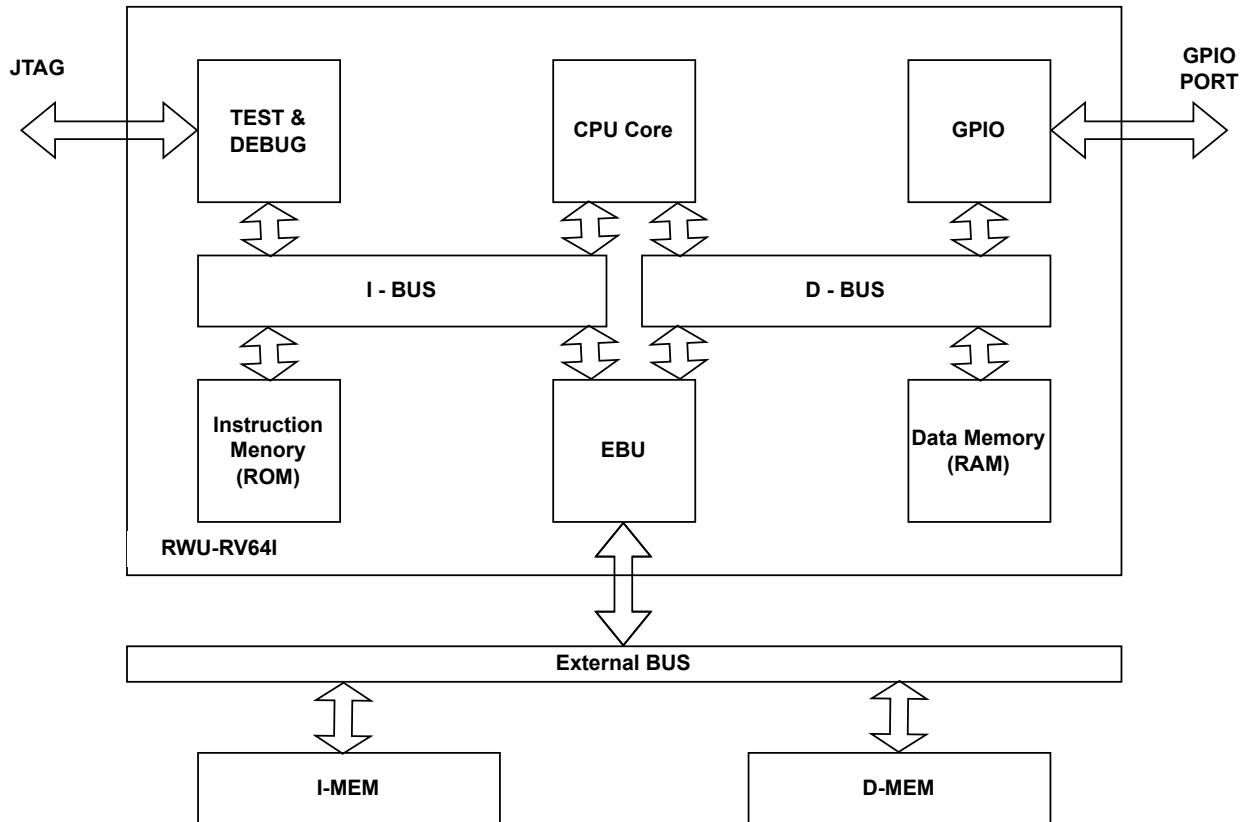 JTAG
TEST &
DEBUG
CPU Core
GPIO
GPIO
PORT
I - BUS
D - BUS
Instruction
Menory
(ROM)
EBU
Data Memory
(RAM)
RWU-RV64I
External BUS
I-MEM
D-MEM